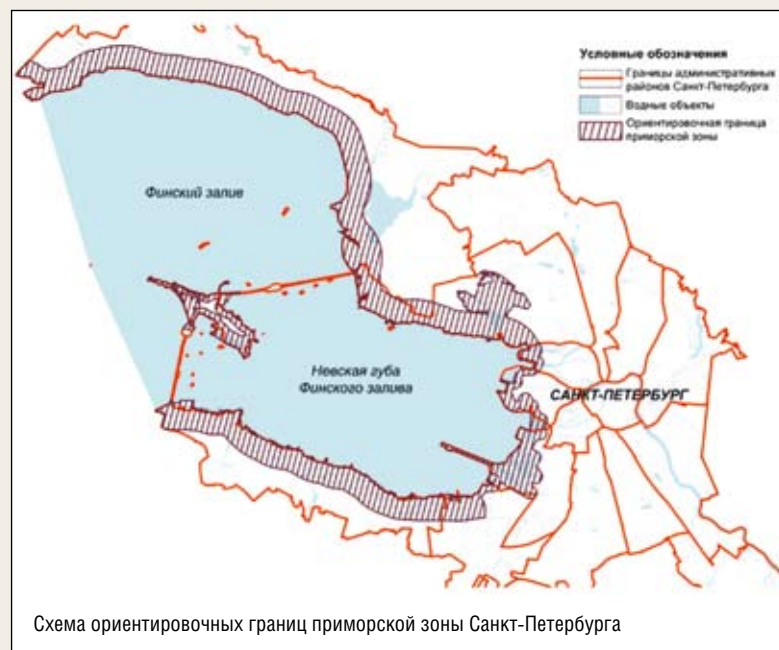 Условные обозначения
Границы административных
районов Санкт-Петербурга
Водные объекты
Ориентировочная граница
приморской зоны
Финский залив
Невская губа
Финского залива
САНКТ-ПЕТЕРБУРГ
Схема ориентировочных границ приморской зоны Санкт-Петербурга